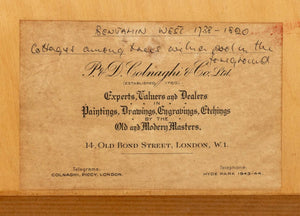 BENJAMIN WEST 1738-1820.
Cottages among trees with a pool in the
foreground
P. & D. Colnaghi & Co. Ltd.
(ESTABLISHED 1760)
Experts, Valuers and Dealers
IN
Paintings, Drawings, Engravings, Etchings
BY THE
Old and Modern Masters.
14, OLD BOND STREET, LONDON, W.1.
Telegrams:
COLNAGHI, PICCY, LONDON.
Telephone:
HYDE PARK 1943/44.